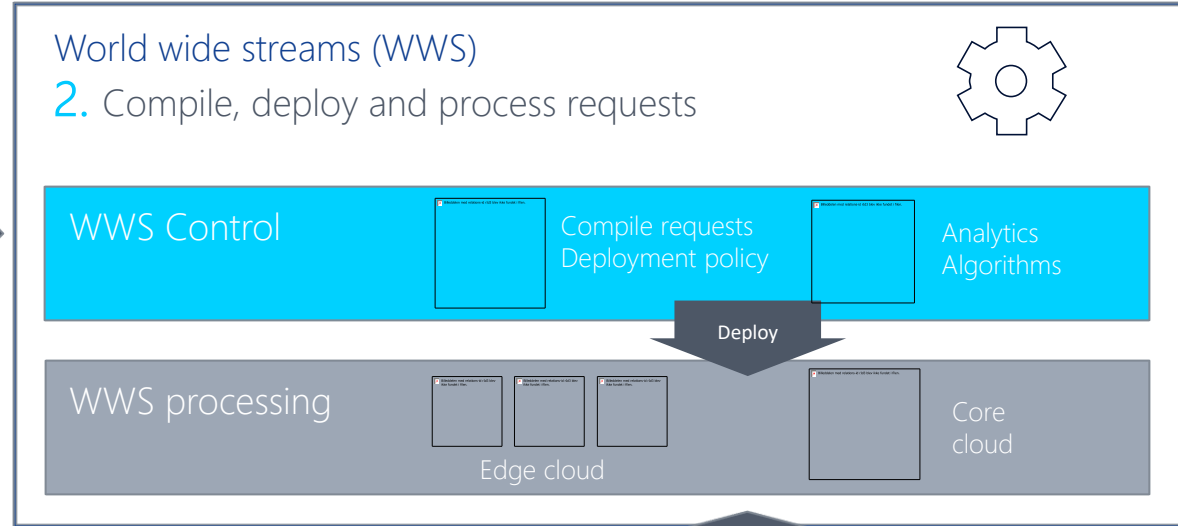 World wide streams (WWS)
2. Compile, deploy and process requests
WWS Control
Compile requests
Deployment policy
Analytics
Algorithms
Deploy
WWS processing
Edge cloud
Core
cloud